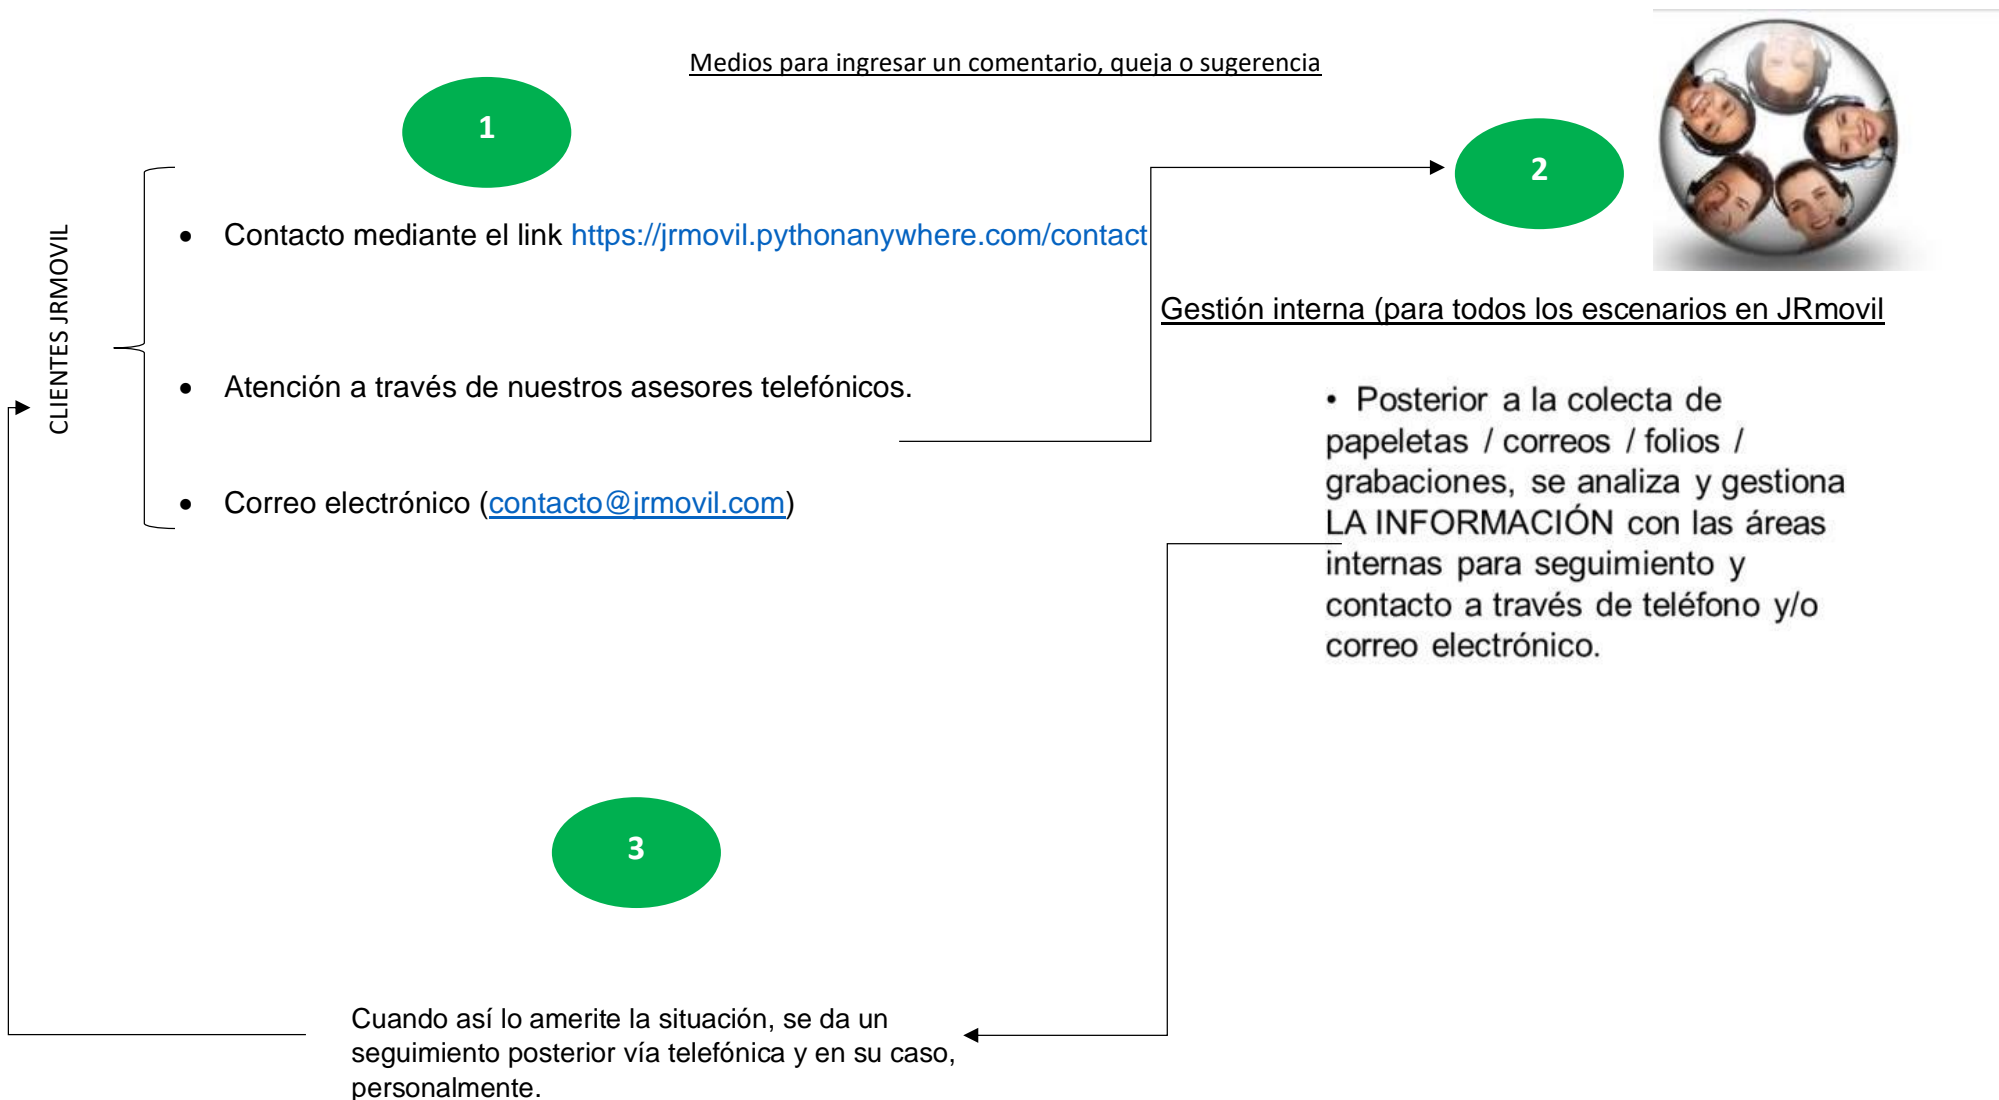 Medios para ingresar un comentario, queja o sugerencia
1
2
CLIENTES JRMOVIL
• Contacto mediante el link https://jrmovil.pythonanywhere.com/contact
• Atención a través de nuestros asesores telefónicos.
• Correo electrónico (contacto@jrmovil.com)
Gestión interna (para todos los escenarios en JRmovil
• Posterior a la colecta de
papeletas / correos / folios /
grabaciones, se analiza y gestiona
LA INFORMACIÓN con las áreas
internas para seguimiento y
contacto a través de teléfono y/o
correo electrónico.
3
Cuando así lo amerite la situación, se da un
seguimiento posterior vía telefónica y en su caso,
personalmente.